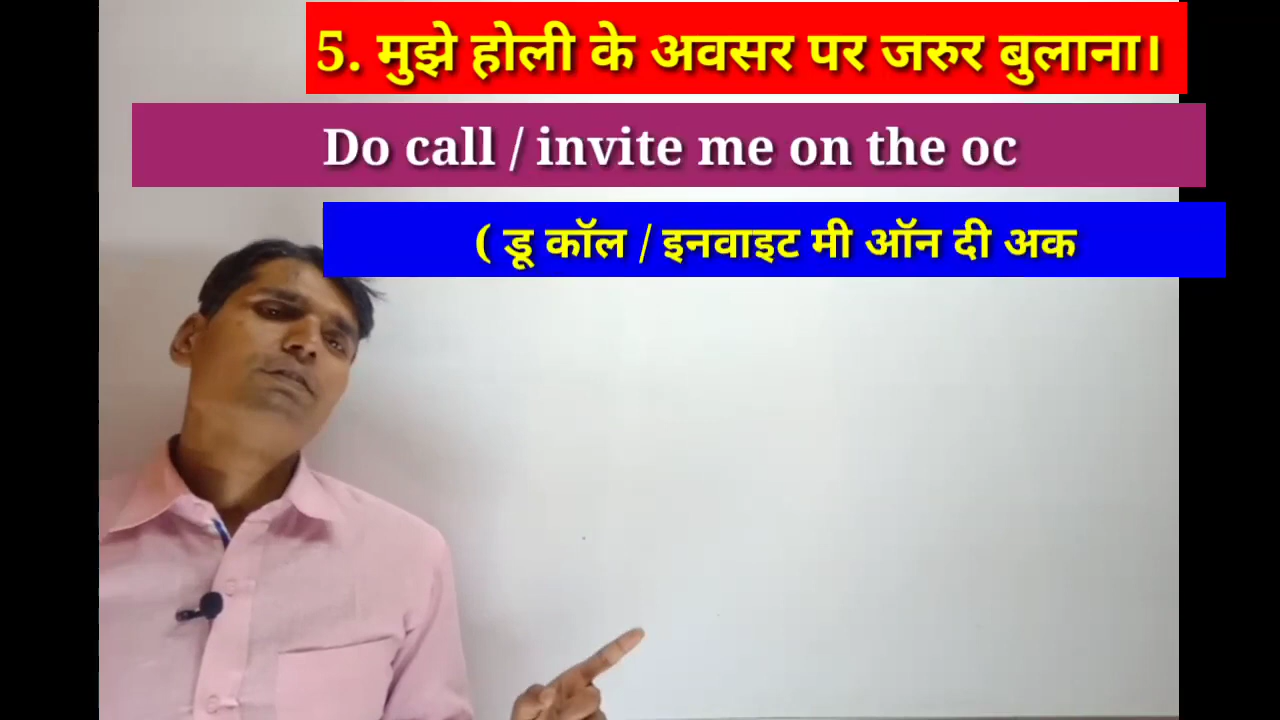 5. मुझे होली के अवसर पर जरुर बुलाना।
Do call / invite me on the oc
( डू कॉल / इनवाइट मी ऑन दी अक